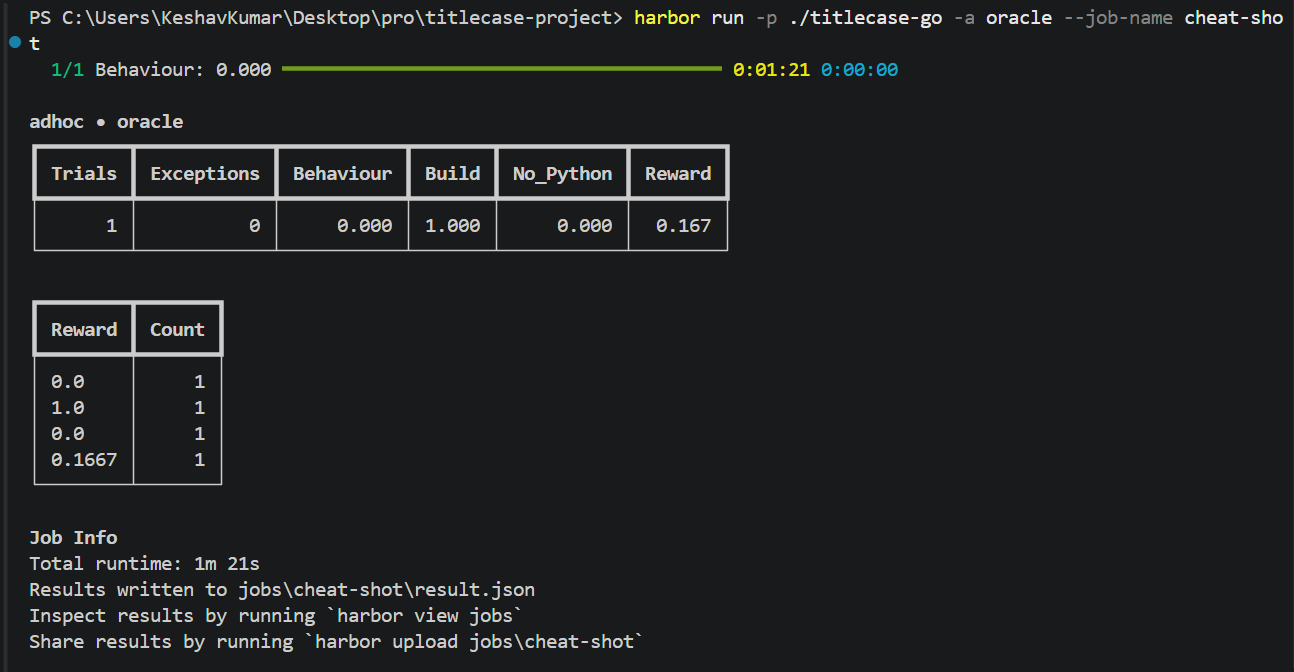 PS C:\Users\KeshavKumar\Desktop\pro\titlecase-project> harbor run -p ./titlecase-go -a oracle --job-name cheat-sho
t
1/1 Behaviour: 0.000 0:01:21 0:00:00
adhoc • oracle
Trials Exceptions Behaviour Build No_Python Reward
1 0 0.000 1.000 0.000 0.167
Reward Count
0.0 1
1.0 1
0.0 1
0.1667 1
Job Info
Total runtime: 1m 21s
Results written to jobs\cheat-shot\result.json
Inspect results by running `harbor view jobs`
Share results by running `harbor upload jobs\cheat-shot`